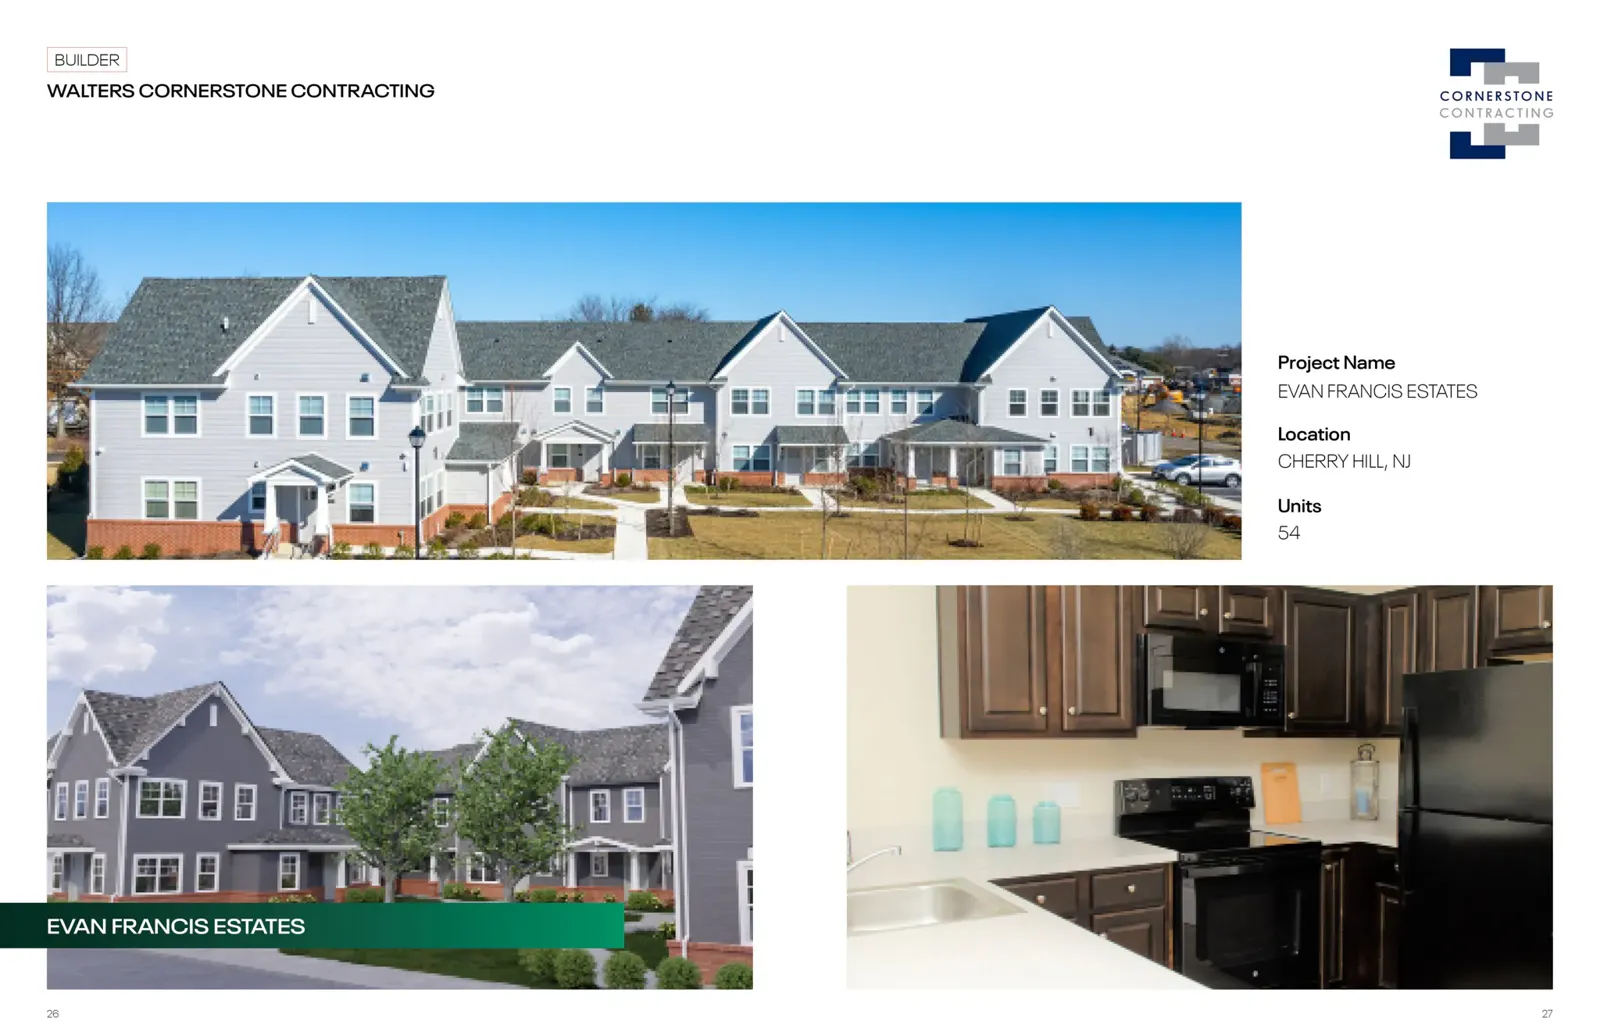 BUILDER
WALTERS CORNERSTONE CONTRACTING
CORNERSTONE
CONTRACTING
Project Name
EVAN FRANCIS ESTATES
Location
CHERRY HILL, NJ
Units
54
EVAN FRANCIS ESTATES
26
27